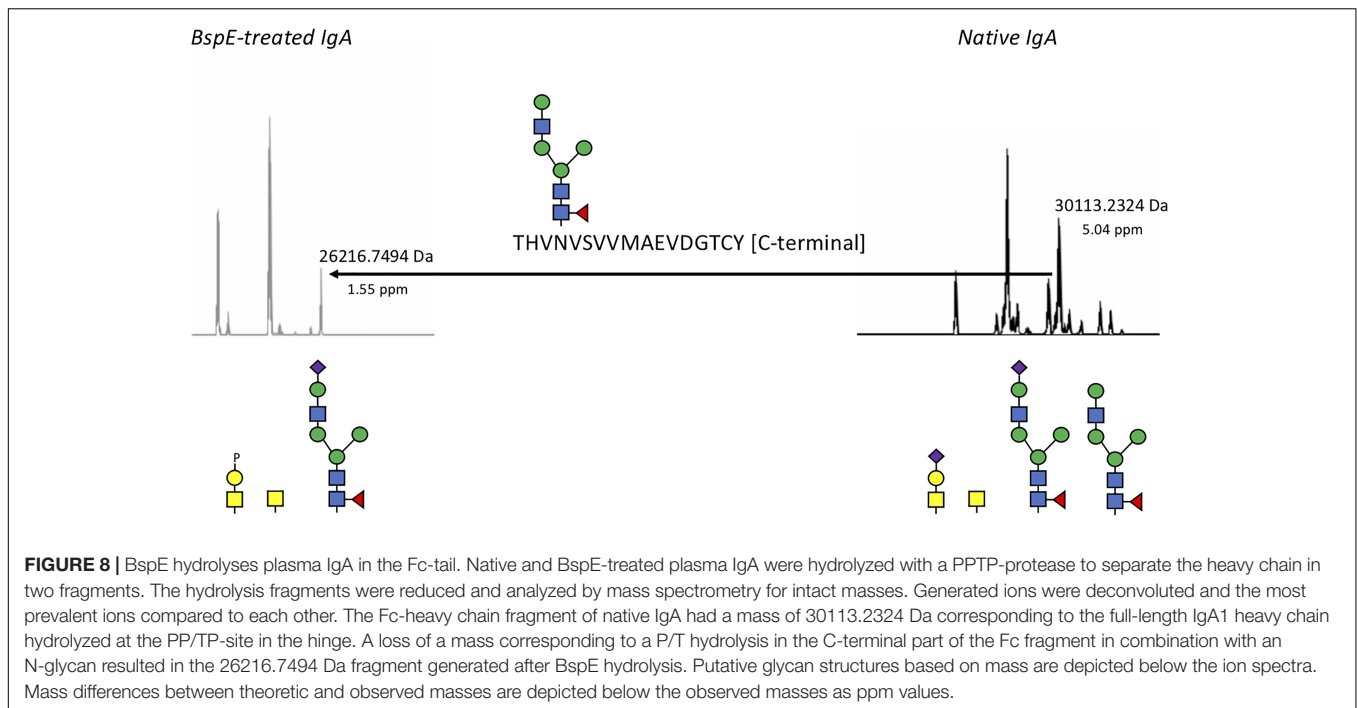 BspE-treated IgA
Native IgA
30113.2324 Da
5.04 ppm
THVNVSVVMAEVDGTCY [C-terminal]
26216.7494 Da
1.55 ppm
P
FIGURE 8 | BspE hydrolyses plasma IgA in the Fc-tail. Native and BspE-treated plasma IgA were hydrolyzed with a PPTP-protease to separate the heavy chain in
two fragments. The hydrolysis fragments were reduced and analyzed by mass spectrometry for intact masses. Generated ions were deconvoluted and the most
prevalent ions compared to each other. The Fc-heavy chain fragment of native IgA had a mass of 30113.2324 Da corresponding to the full-length IgA1 heavy chain
hydrolyzed at the PP/TP-site in the hinge. A loss of a mass corresponding to a P/T hydrolysis in the C-terminal part of the Fc fragment in combination with an
N-glycan resulted in the 26216.7494 Da fragment generated after BspE hydrolysis. Putative glycan structures based on mass are depicted below the ion spectra.
Mass differences between theoretic and observed masses are depicted below the observed masses as ppm values.